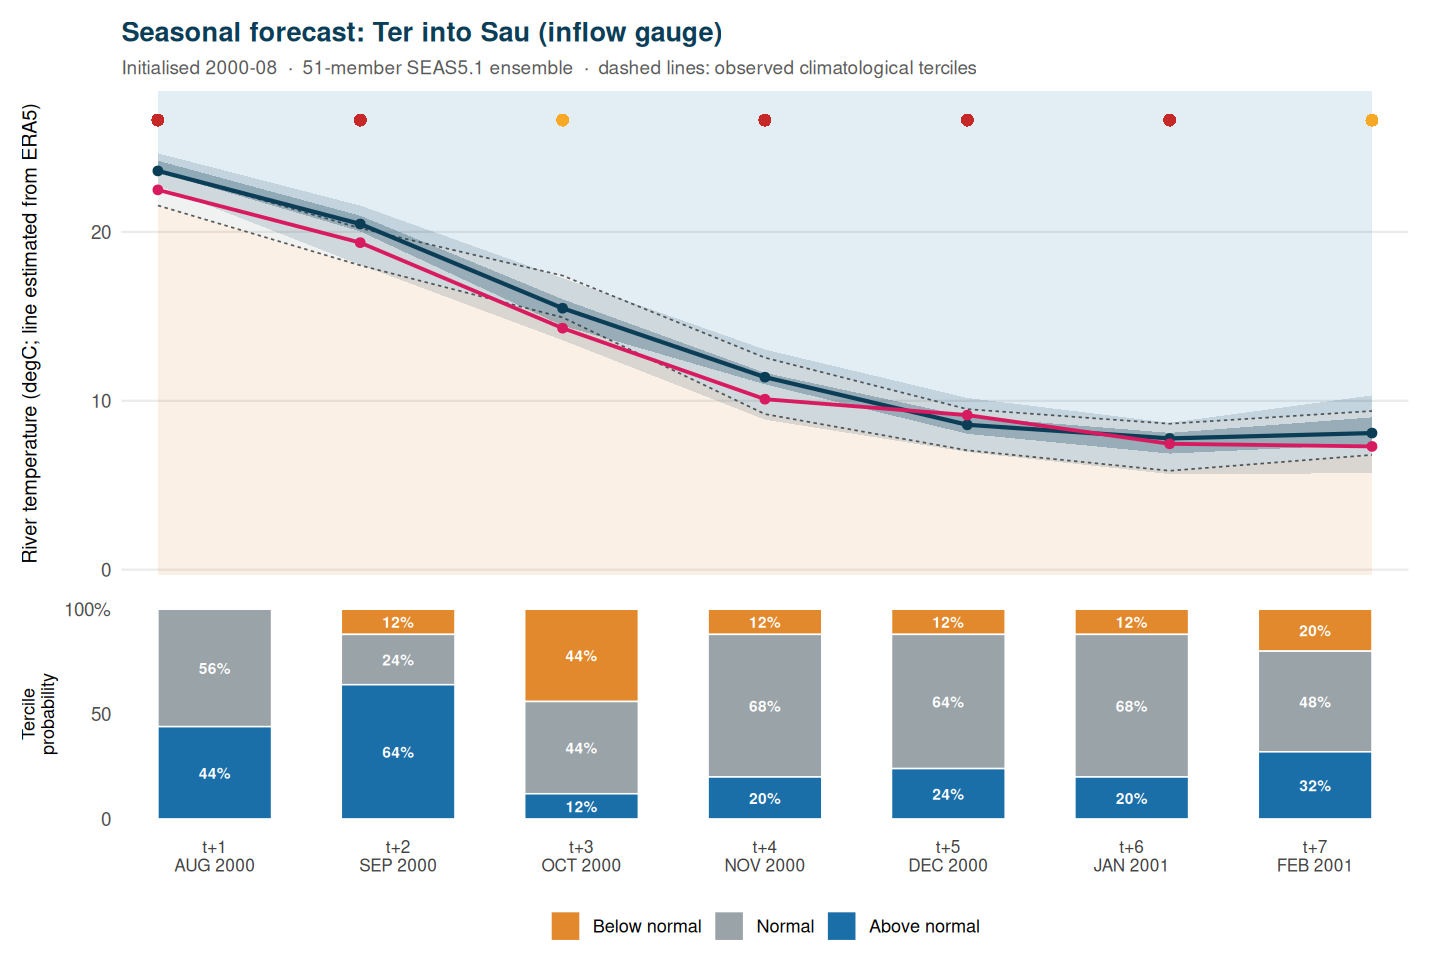 Seasonal forecast: Ter into Sau (inflow gauge)
Initialised 2000-08 · 51-member SEAS5.1 ensemble · dashed lines: observed climatological terciles
River temperature (degC; line estimated from ERA5)
20
10
0
Tercile
probability
100%
50
0
56%
44%
12%
24%
64%
44%
44%
12%
12%
68%
20%
12%
64%
24%
12%
68%
20%
20%
48%
32%
t+1
AUG 2000
t+2
SEP 2000
t+3
OCT 2000
t+4
NOV 2000
t+5
DEC 2000
t+6
JAN 2001
t+7
FEB 2001
Below normal
Normal
Above normal